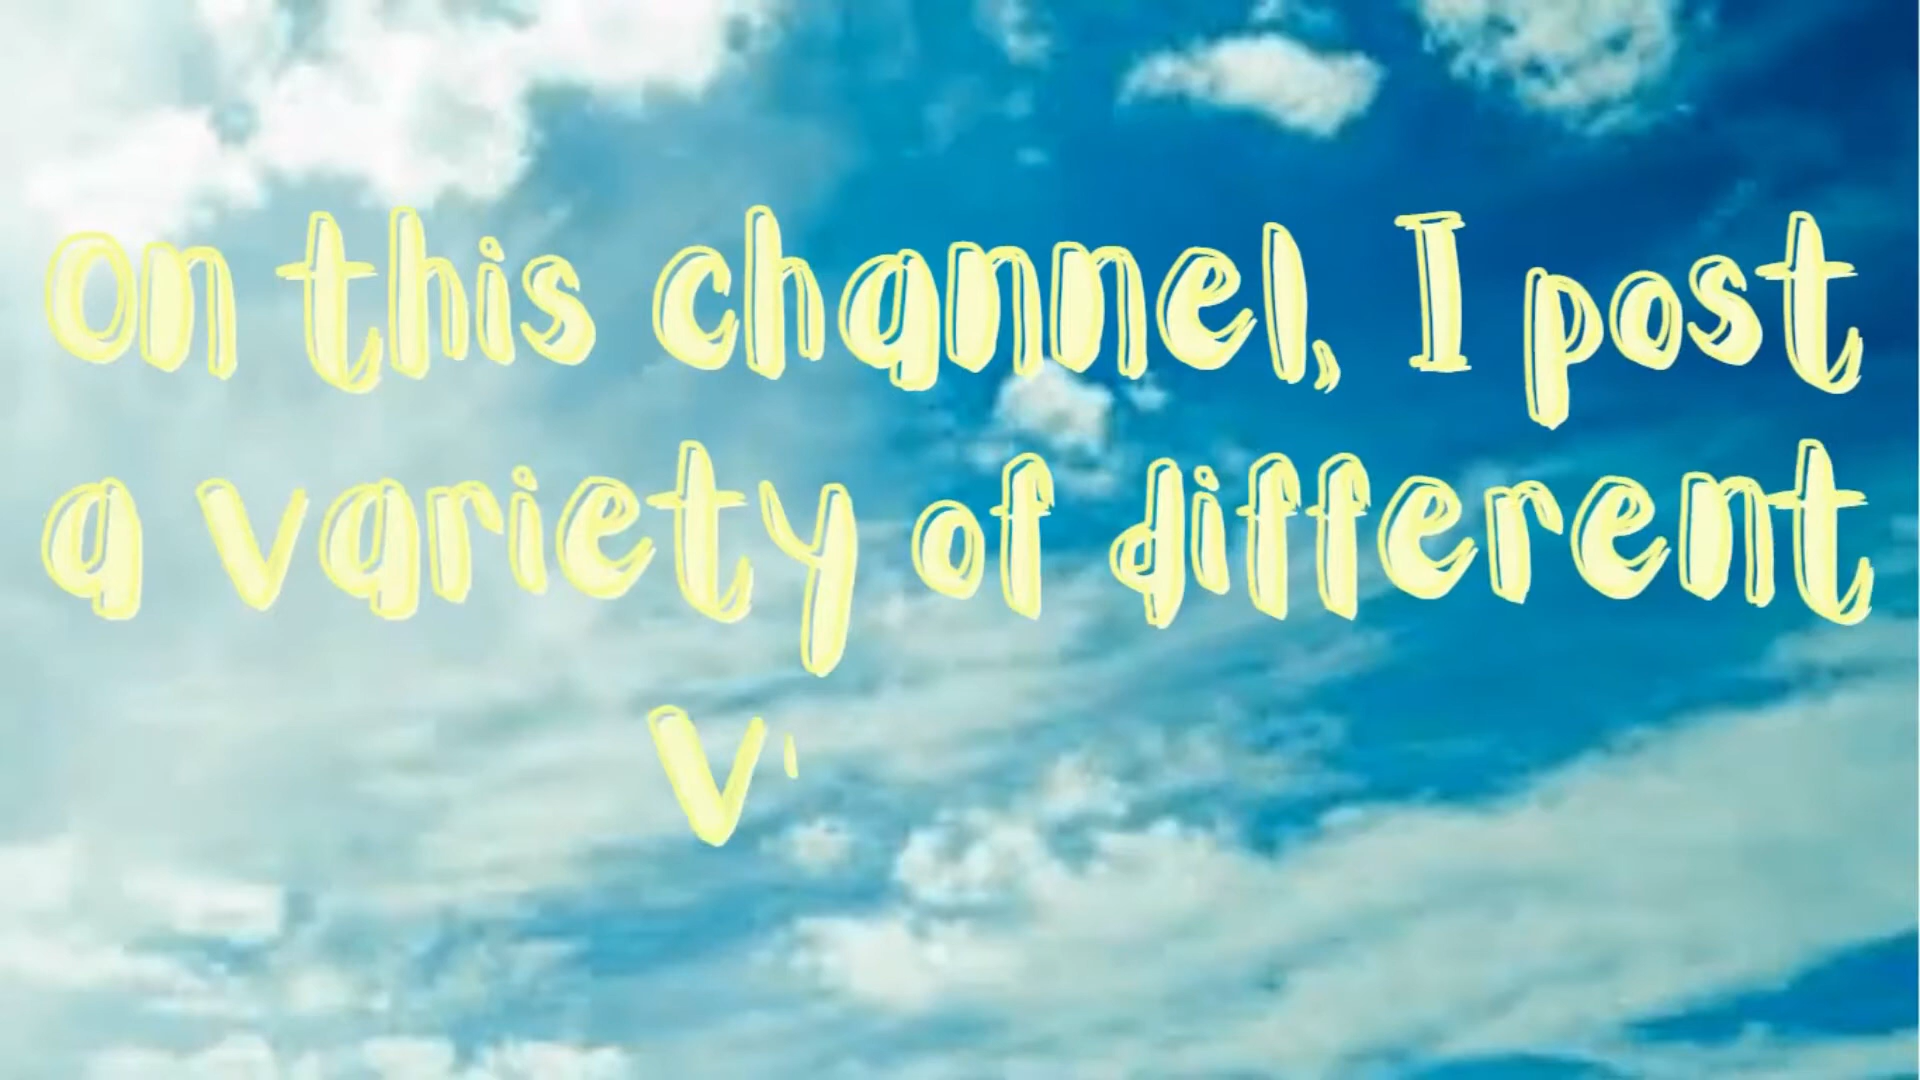 On this channel, I post
a variety of different
V